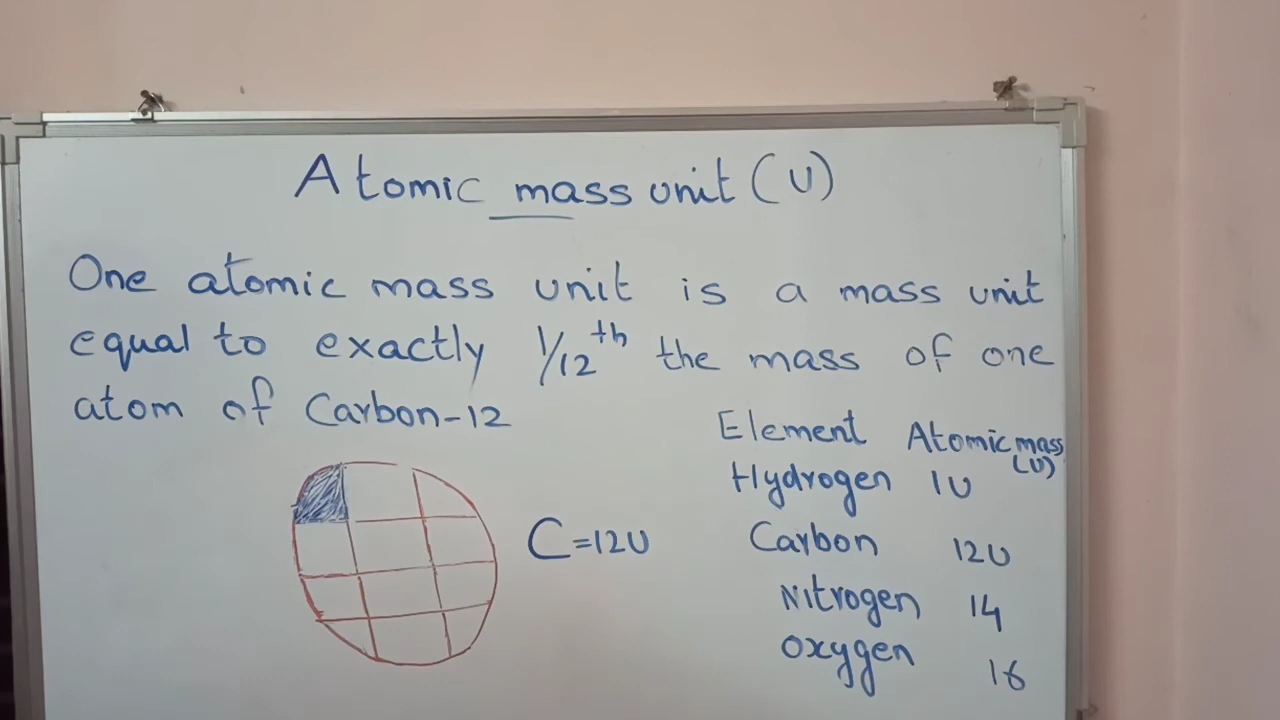 Atomic mass unit (U)
One atomic mass unit is a mass unit
equal to exactly 1/12th the mass of one
atom of Carbon-12
Element Atomic mass (U)
Hydrogen 1U
C=12U
Carbon 12U
Nitrogen 14
Oxygen 16